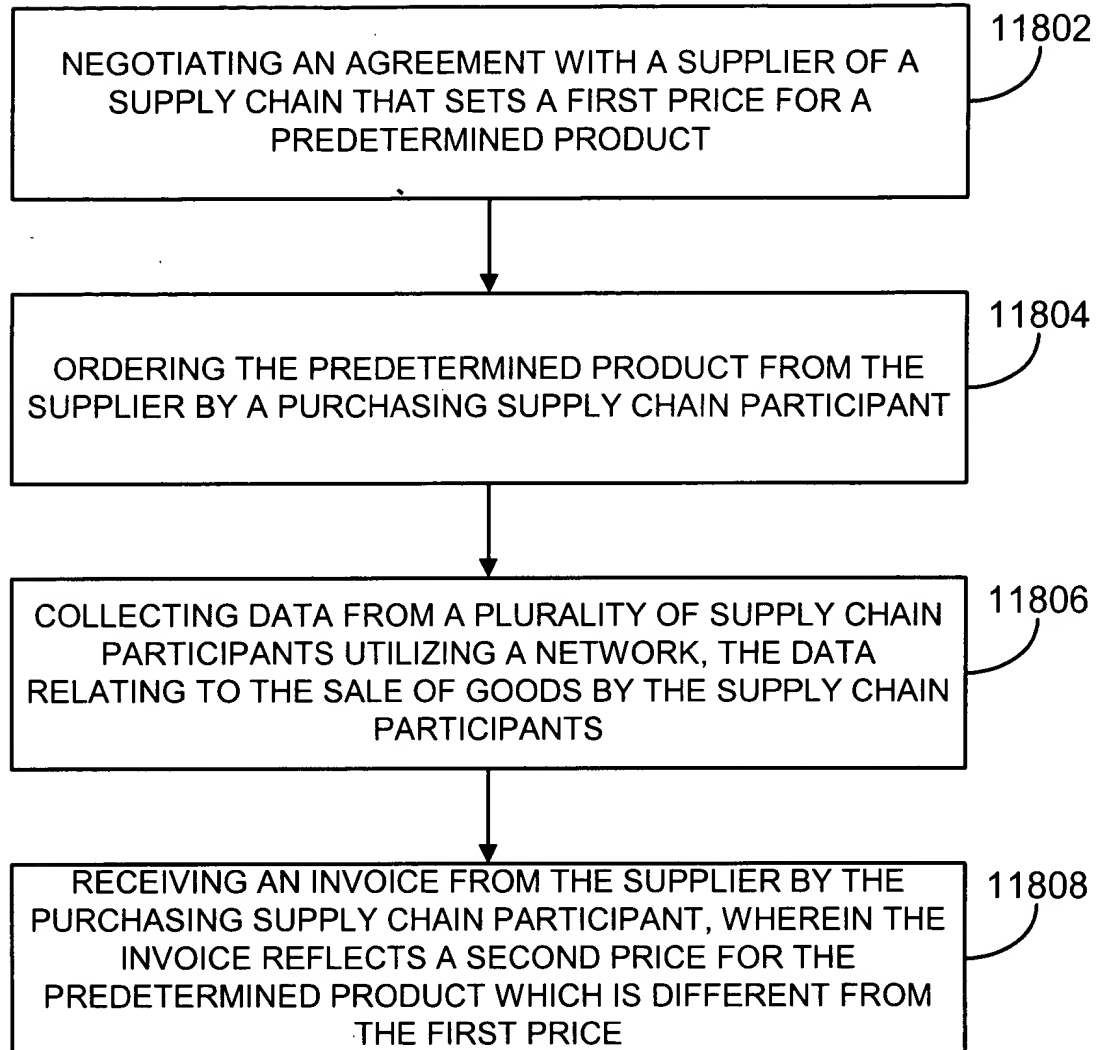 11802
NEGOTIATING AN AGREEMENT WITH A SUPPLIER OF A
SUPPLY CHAIN THAT SETS A FIRST PRICE FOR A
PREDETERMINED PRODUCT
11804
ORDERING THE PREDETERMINED PRODUCT FROM THE
SUPPLIER BY A PURCHASING SUPPLY CHAIN PARTICIPANT
11806
COLLECTING DATA FROM A PLURALITY OF SUPPLY CHAIN
PARTICIPANTS UTILIZING A NETWORK, THE DATA
RELATING TO THE SALE OF GOODS BY THE SUPPLY CHAIN
PARTICIPANTS
11808
RECEIVING AN INVOICE FROM THE SUPPLIER BY THE
PURCHASING SUPPLY CHAIN PARTICIPANT, WHEREIN THE
INVOICE REFLECTS A SECOND PRICE FOR THE
PREDETERMINED PRODUCT WHICH IS DIFFERENT FROM
THE FIRST PRICE